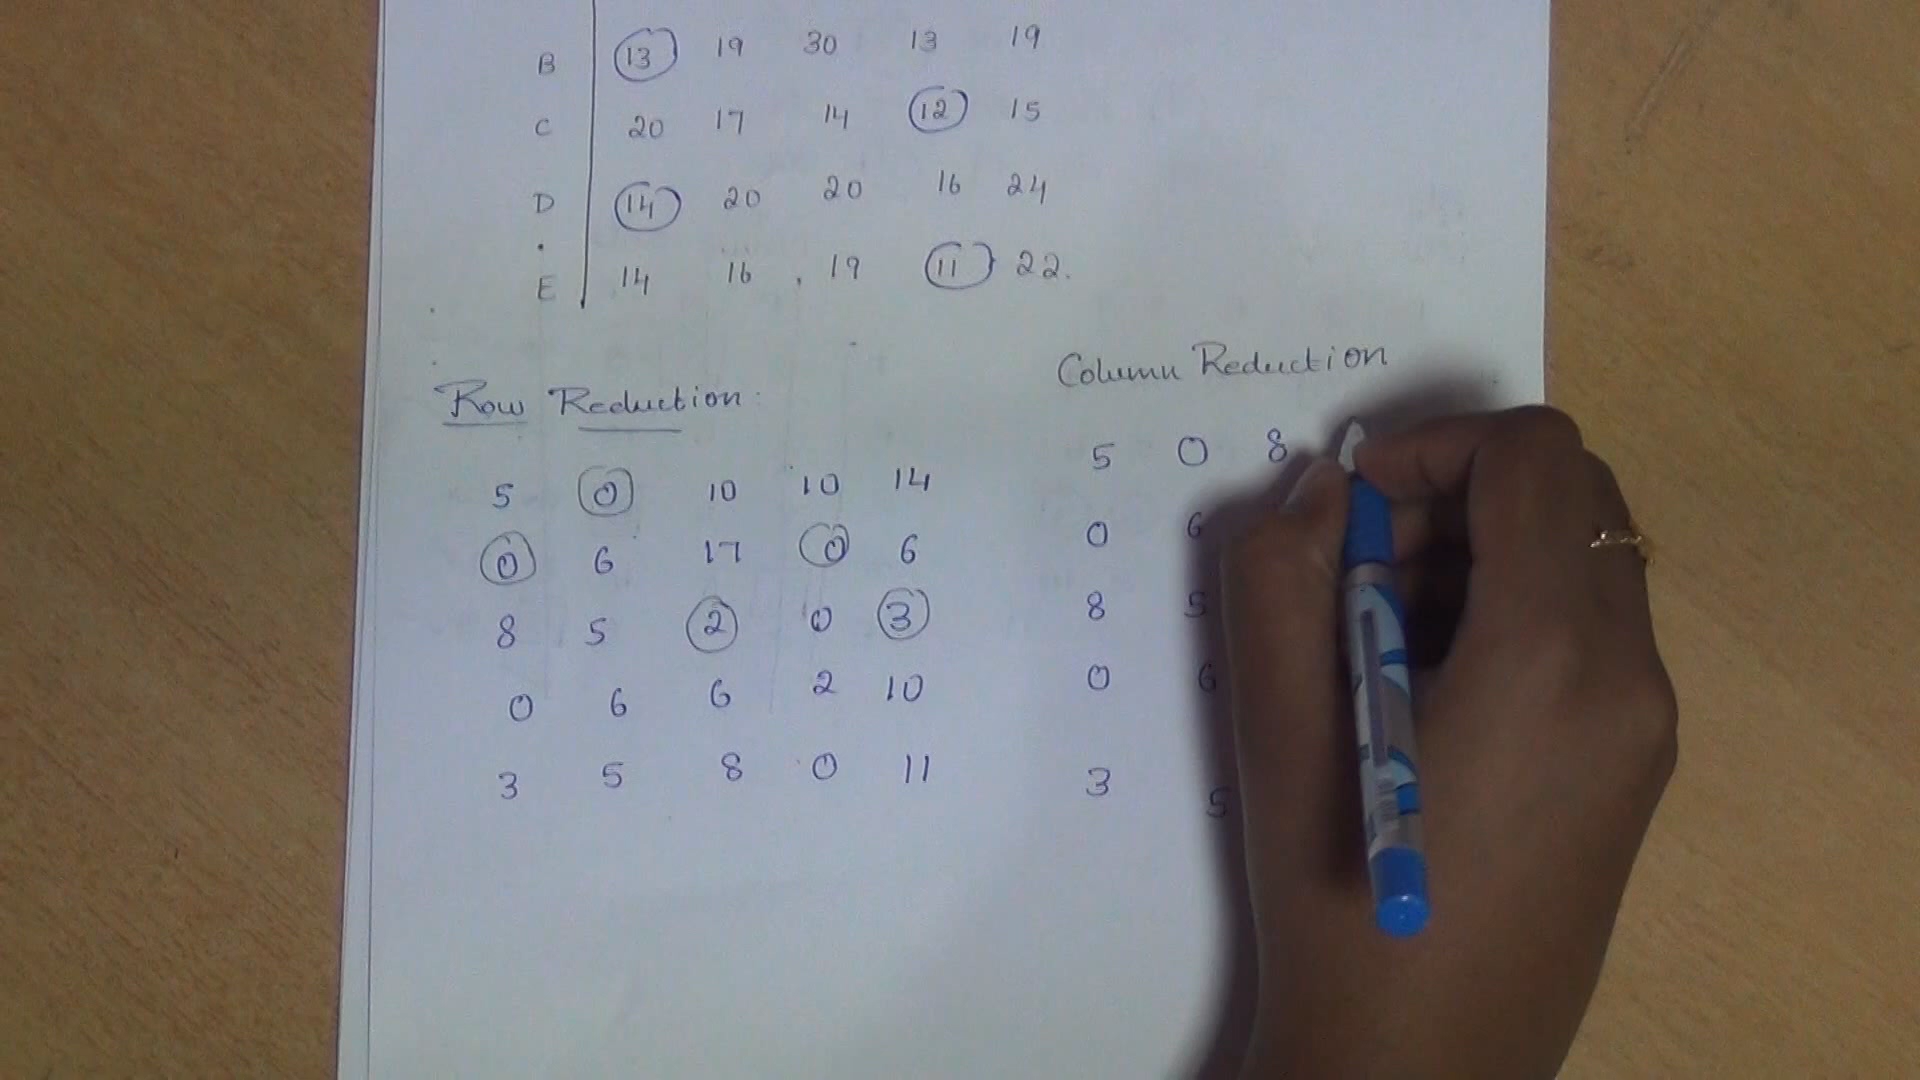 B 13 19 30 13 19
C 20 17 14 12 15
D 14 20 20 16 24
E 14 16 19 11 22.
Row Reduction:
5 0 10 10 14
0 6 17 0 6
8 5 2 0 3
0 6 6 2 10
3 5 8 0 11
Column Reduction
5 0 8
0 6
8 5
0 6
3 5